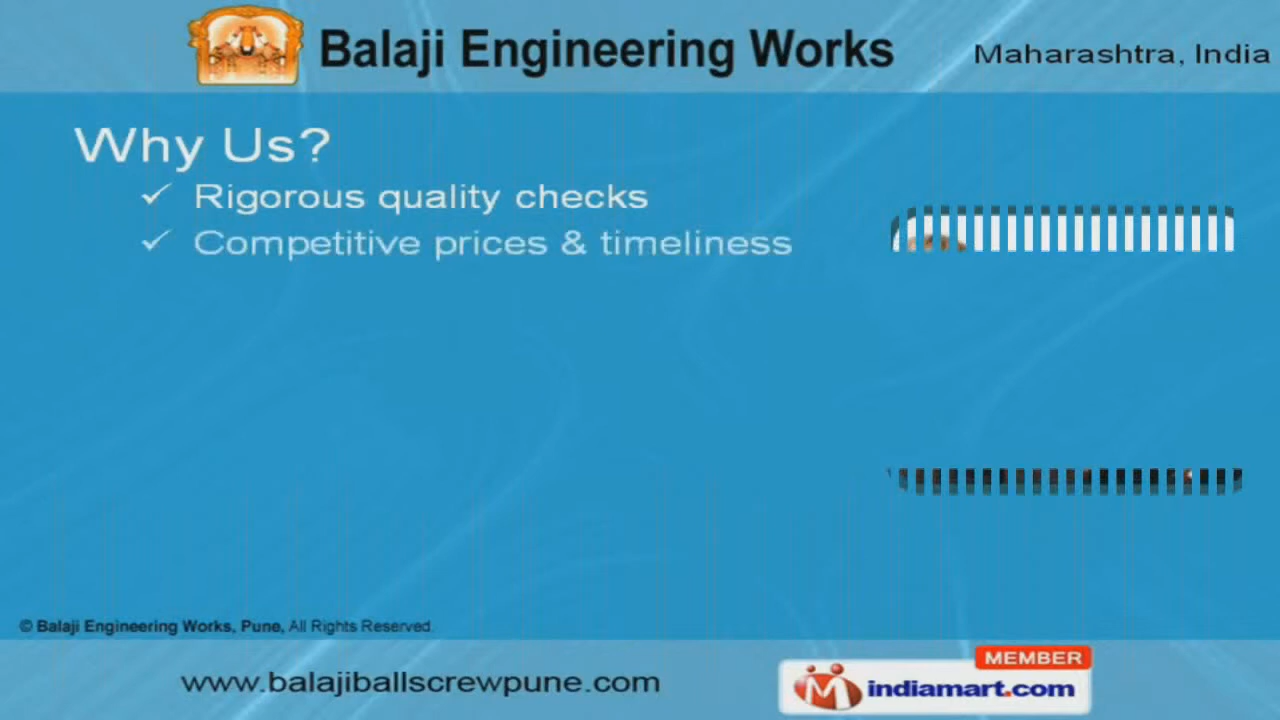 Balaji Engineering Works
Maharashtra, India
Why Us?
✓ Rigorous quality checks
✓ Competitive prices & timeliness
© Balaji Engineering Works, Pune, All Rights Reserved.
www.balajiballscrewpune.com
MEMBER
indiamart.com